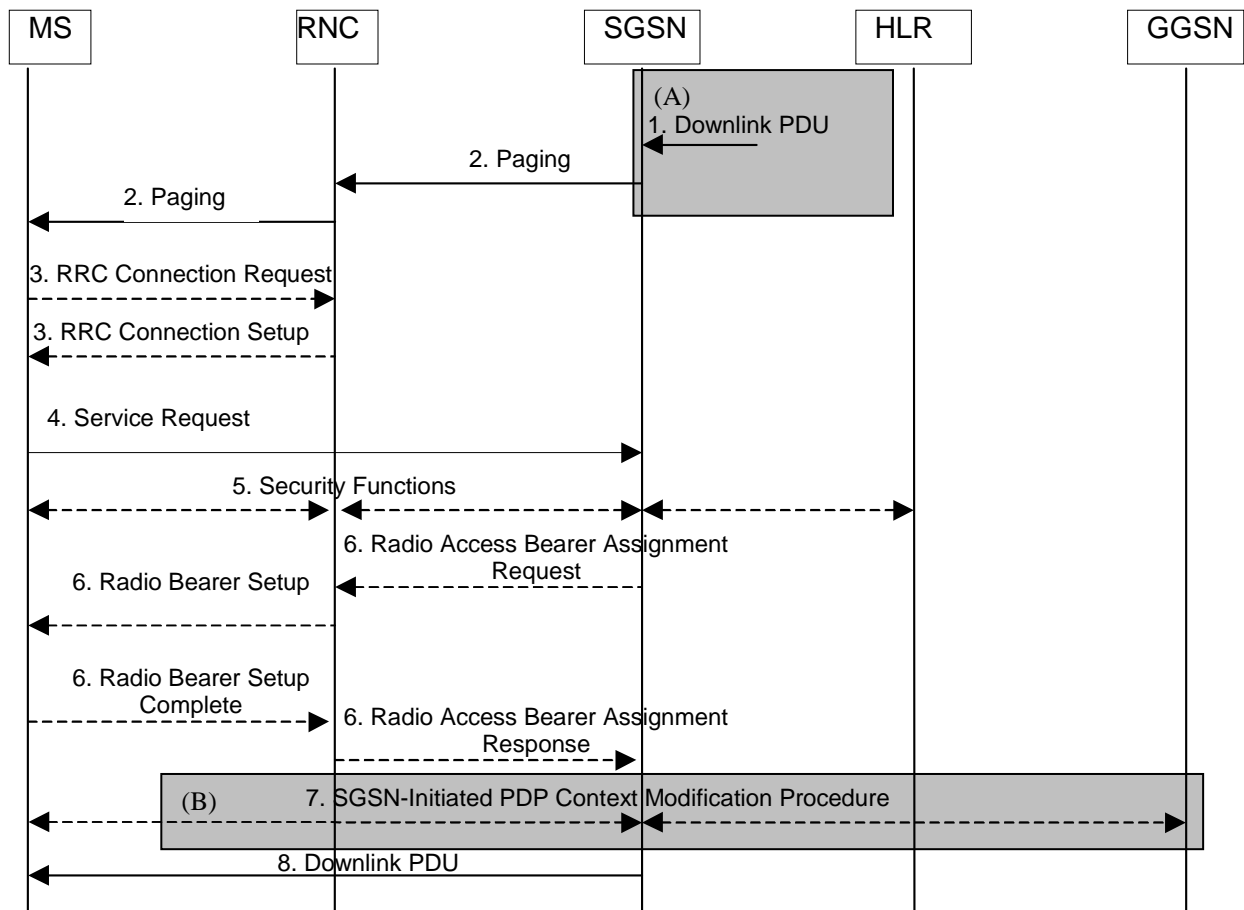 MS
RNC
SGSN
HLR
GGSN
(A)
1. Downlink PDU
2. Paging
2. Paging
3. RRC Connection Request
3. RRC Connection Setup
4. Service Request
5. Security Functions
6. Radio Access Bearer Assignment
Request
6. Radio Bearer Setup
6. Radio Bearer Setup
Complete
6. Radio Access Bearer Assignment
Response
(B)
7. SGSN-Initiated PDP Context Modification Procedure
8. Downlink PDU